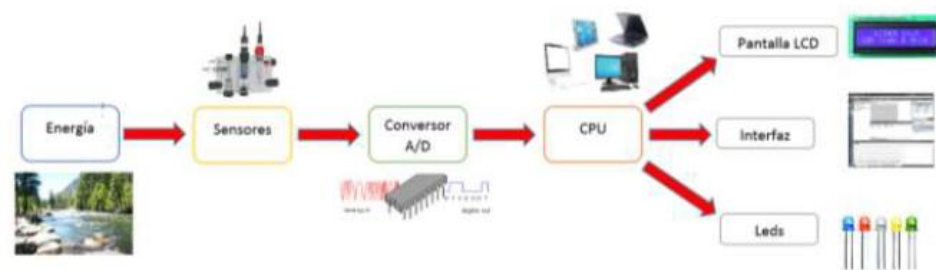 Pantalla LCD
Energía
Sensores
Conversor
A/D
CPU
Interfaz
Leds